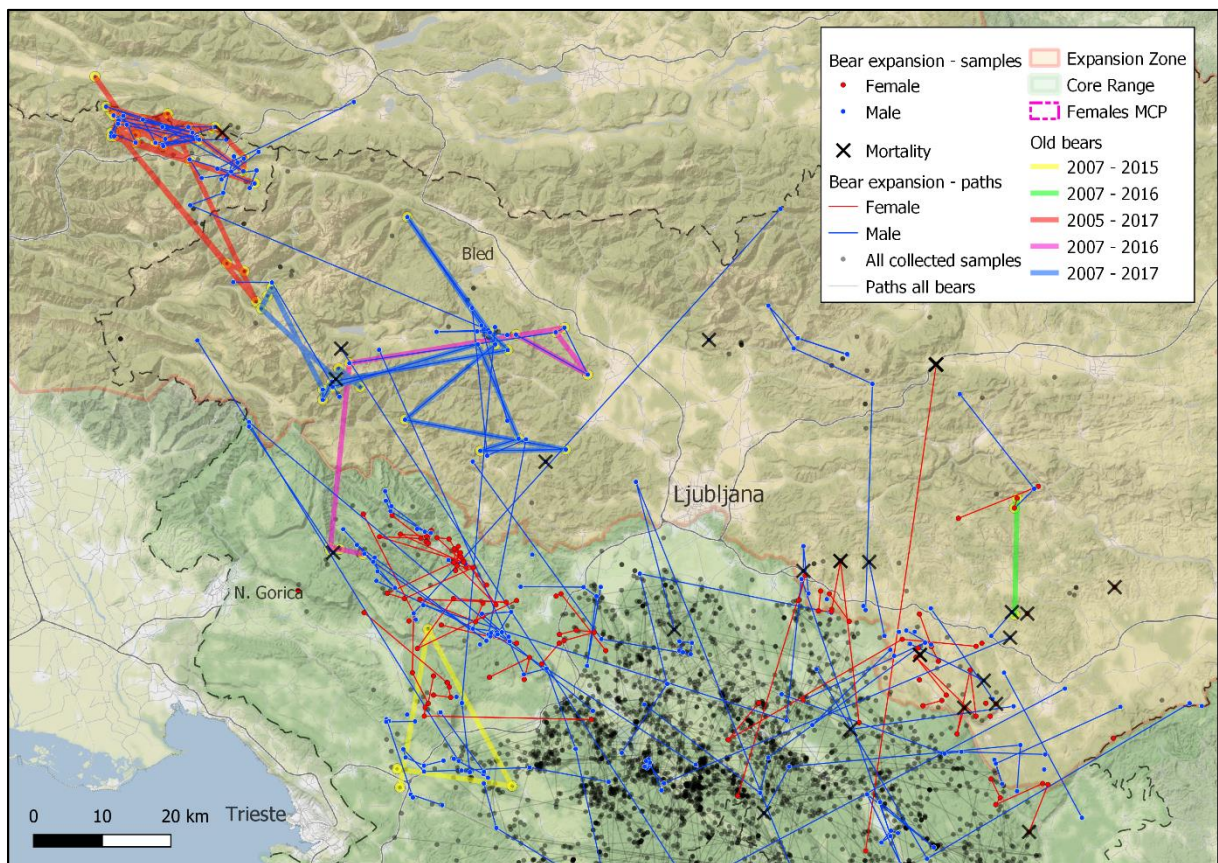 Bear expansion - samples
Female
Male
Mortality
Bear expansion - paths
Female
Male
All collected samples
Paths all bears
Expansion Zone
Core Range
Females MCP
Old bears
2007 - 2015
2007 - 2016
2005 - 2017
2007 - 2016
2007 - 2017
Bled
Ljubljana
N. Gorica
Trieste
0 10 20 km